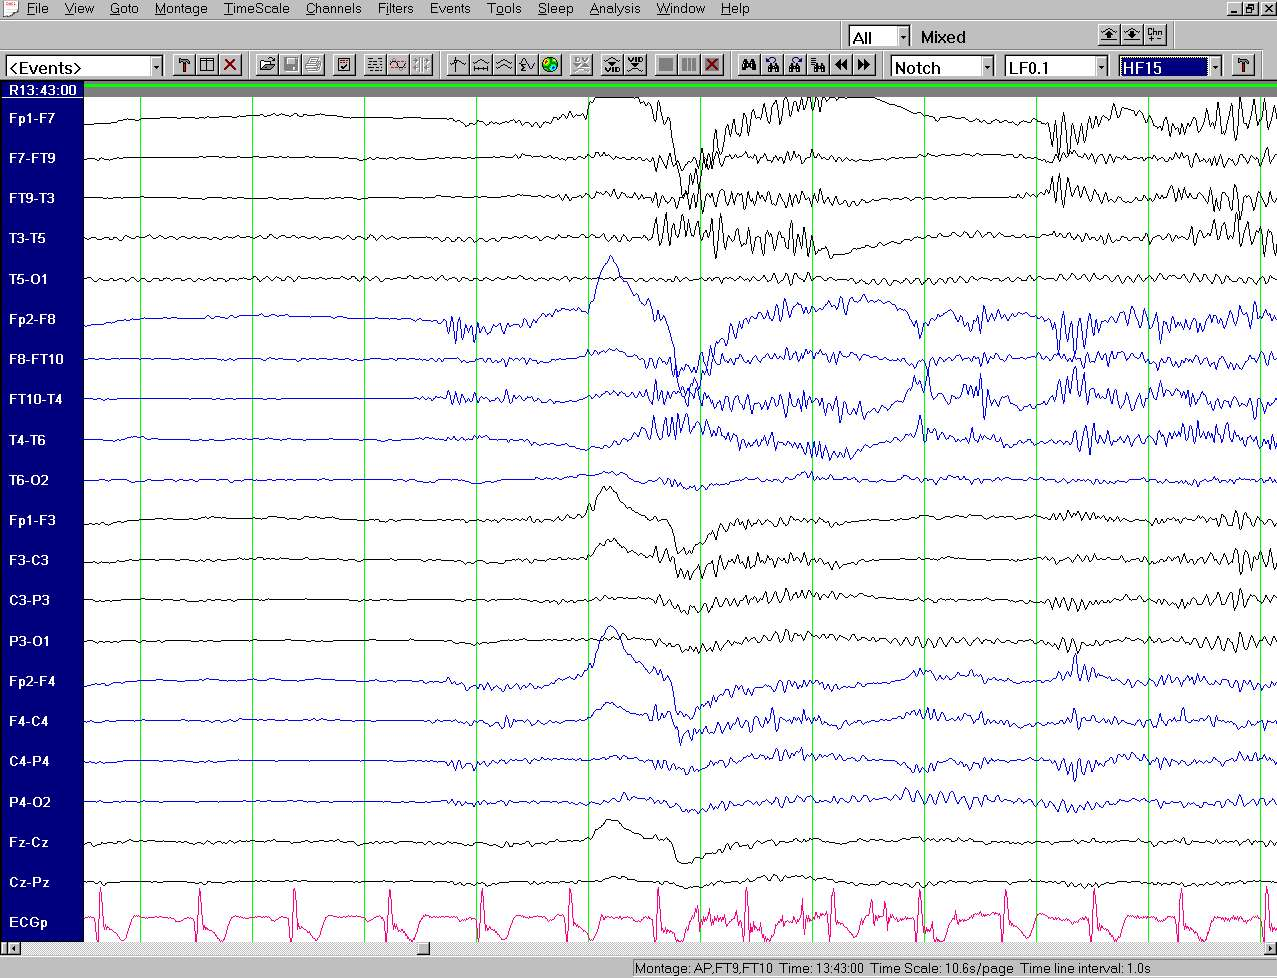 File View Goto Montage TimeScale Channels Filters Events Tools Sleep Analysis Window Help
All Mixed Chn
<Events> VID VID Notch LF0.1 HF15
R13:43:00
Fp1-F7
F7-FT9
FT9-T3
T3-T5
T5-O1
Fp2-F8
F8-FT10
FT10-T4
T4-T6
T6-O2
Fp1-F3
F3-C3
C3-P3
P3-O1
Fp2-F4
F4-C4
C4-P4
P4-O2
Fz-Cz
Cz-Pz
ECGp
Montage: AP.FT9.FT10 Time: 13:43:00 Time Scale: 10.6s/page Time line interval: 1.0s